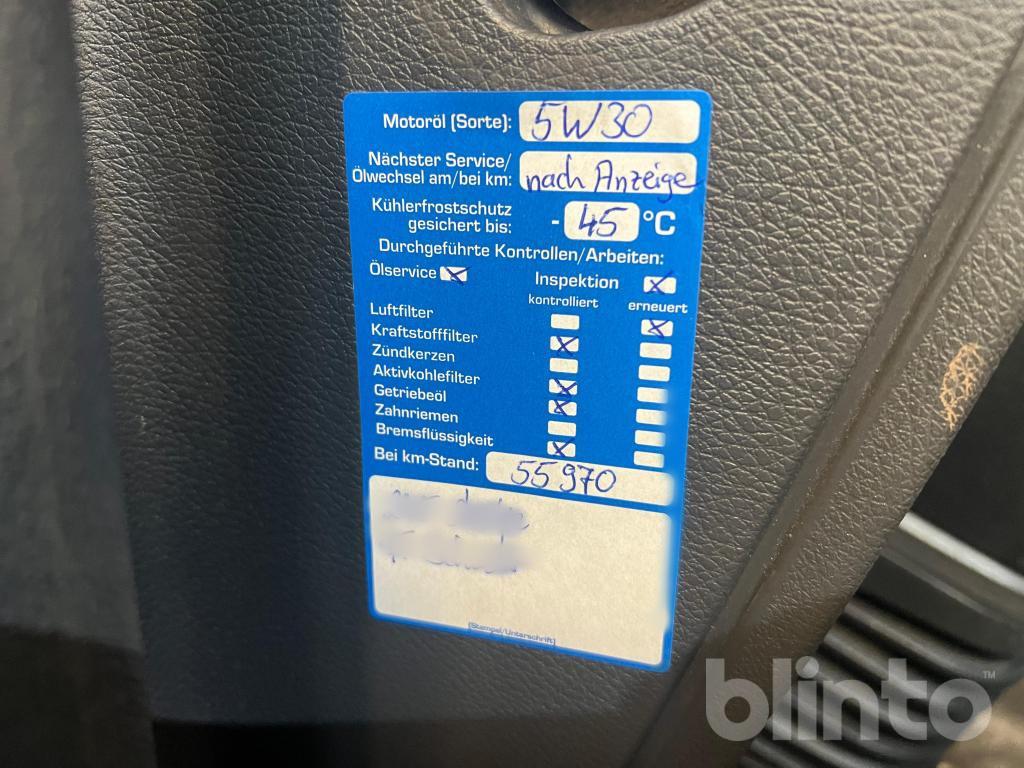 Motoröl (Sorte): 5W30
Nächster Service/
Ölwechsel am/bei km: nach Anzeige
Kühlerfrostschutz
gesichert bis: - 45 °C
Durchgeführte Kontrollen/Arbeiten:
Ölservice Inspektion
kontrolliert erneuert
Luftfilter
Kraftstofffilter
Zündkerzen
Aktivkohlefilter
Getriebeöl
Zahnriemen
Bremsflüssigkeit
Bei km-Stand: 55970
(Stempel/Unterschrift)
blinto™